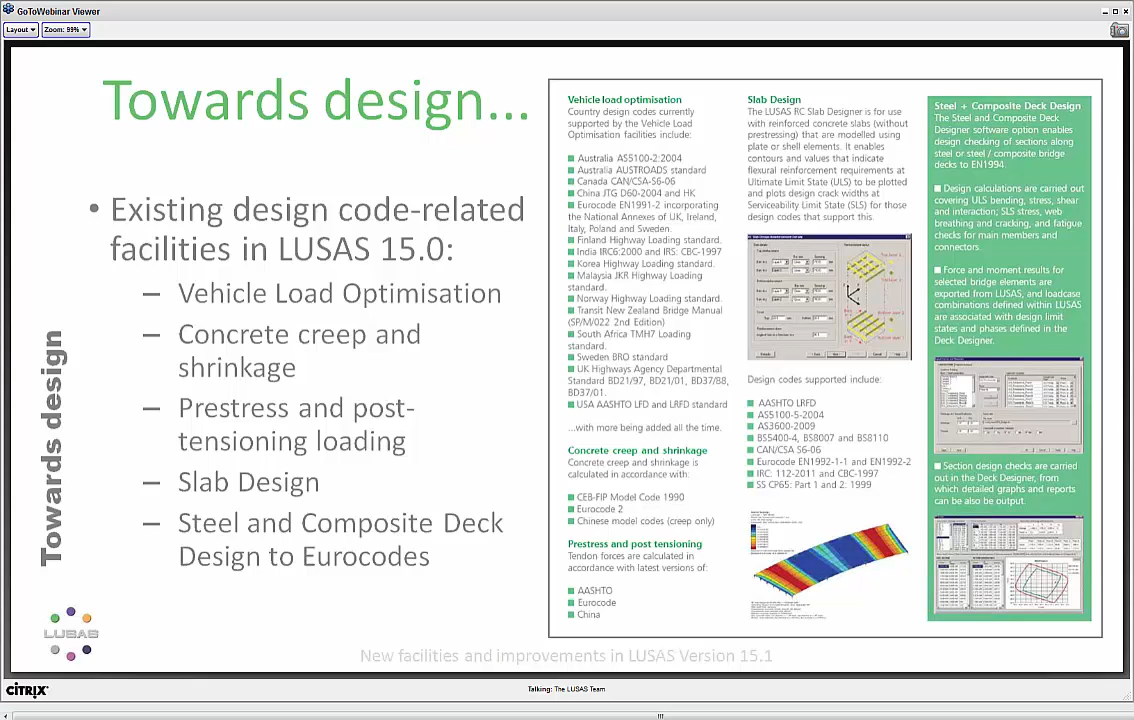 GoToWebinar Viewer
Layout
Zoom: 99%
Towards design...
• Existing design code-related
facilities in LUSAS 15.0:
– Vehicle Load Optimisation
– Concrete creep and
shrinkage
– Prestress and post-
tensioning loading
– Slab Design
– Steel and Composite Deck
Design to Eurocodes
Towards design
LUSAS
Vehicle load optimisation
Country design codes currently
supported by the Vehicle Load
Optimisation facilities include:
Australia AS5100-2:2004
Australia AUSTROADS standard
Canada CAN/CSA-S6-06
China JTG D60-2004 and HK
Eurocode EN1991-2 incorporating
the National Annexes of UK, Ireland,
Italy, Poland and Sweden.
Finland Highway Loading standard.
India IRC6:2000 and IRS: CBC-1997
Korea Highway Loading standard.
Malaysia JKR Highway Loading
standard.
Norway Highway Loading standard.
Transit New Zealand Bridge Manual
(SP/M/022 2nd Edition)
South Africa TMH7 Loading
standard.
Sweden BRO standard
UK Highways Agency Departmental
Standard BD21/97, BD21/01, BD37/88,
BD37/01.
USA AASHTO LFD and LRFD standard
...with more being added all the time.
Concrete creep and shrinkage
Concrete creep and shrinkage is
calculated in accordance with:
CEB-FIP Model Code 1990
Eurocode 2
Chinese model codes (creep only)
Prestress and post tensioning
Tendon forces are calculated in
accordance with latest versions of:
AASHTO
Eurocode
China
Slab Design
The LUSAS RC Slab Designer is for use
with reinforced concrete slabs (without
prestressing) that are modelled using
plate or shell elements. It enables
contours and values that indicate
flexural reinforcement requirements at
Ultimate Limit State (ULS) to be plotted
and plots design crack widths at
Serviceability Limit State (SLS) for those
design codes that support this.
Design codes supported include:
AASHTO LRFD
AS5100-5-2004
AS3600-2009
BS5400-4, BS8007 and BS8110
CAN/CSA S6-06
Eurocode EN1992-1-1 and EN1992-2
IRC: 112-2011 and CBC-1997
SS CP65: Part 1 and 2: 1999
Steel + Composite Deck Design
The Steel and Composite Deck
Designer software option enables
design checking of sections along
steel or steel / composite bridge
decks to EN1994.
Design calculations are carried out
covering ULS bending, stress, shear
and interaction; SLS stress, web
breathing and cracking, and fatigue
checks for main members and
connectors.
Force and moment results for
selected bridge elements are
exported from LUSAS, and loadcase
combinations defined within LUSAS
are associated with design limit
states and phases defined in the
Deck Designer.
Section design checks are carried
out in the Deck Designer, from
which detailed graphs and reports
can be also be output.
New facilities and improvements in LUSAS Version 15.1
CITRIX
Talking: The LUSAS Team